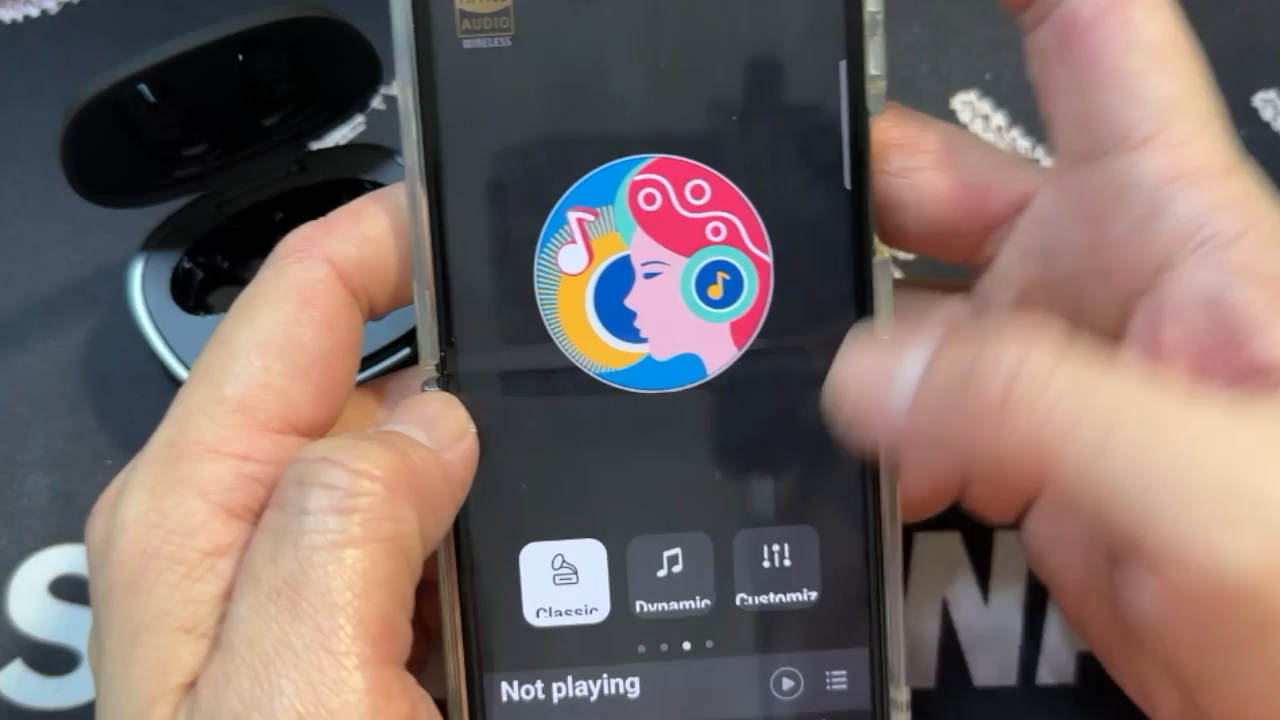 AUDIO
WIRELESS
Classic
Dynamic
Customiz
Not playing